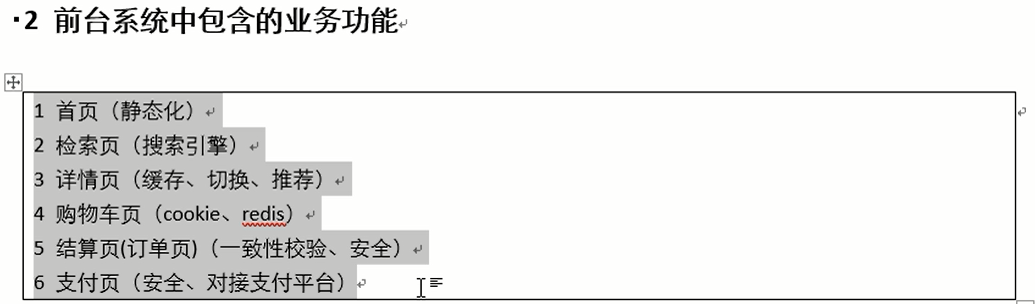 2 前台系统中包含的业务功能
1 首页（静态化）
2 检索页（搜索引擎）
3 详情页（缓存、切换、推荐）
4 购物车页（cookie、redis）
5 结算页(订单页)（一致性校验、安全）
6 支付页（安全、对接支付平台）